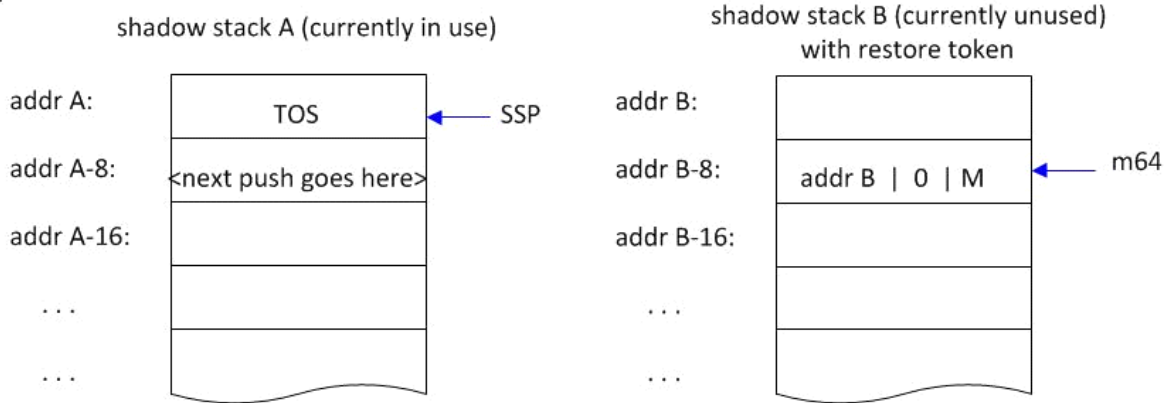 shadow stack A (currently in use)
addr A:
TOS
SSP
addr A-8:
<next push goes here>
addr A-16:
. . .
. . .
shadow stack B (currently unused)
with restore token
addr B:
addr B-8:
addr B | 0 | M
m64
addr B-16:
. . .
. . .